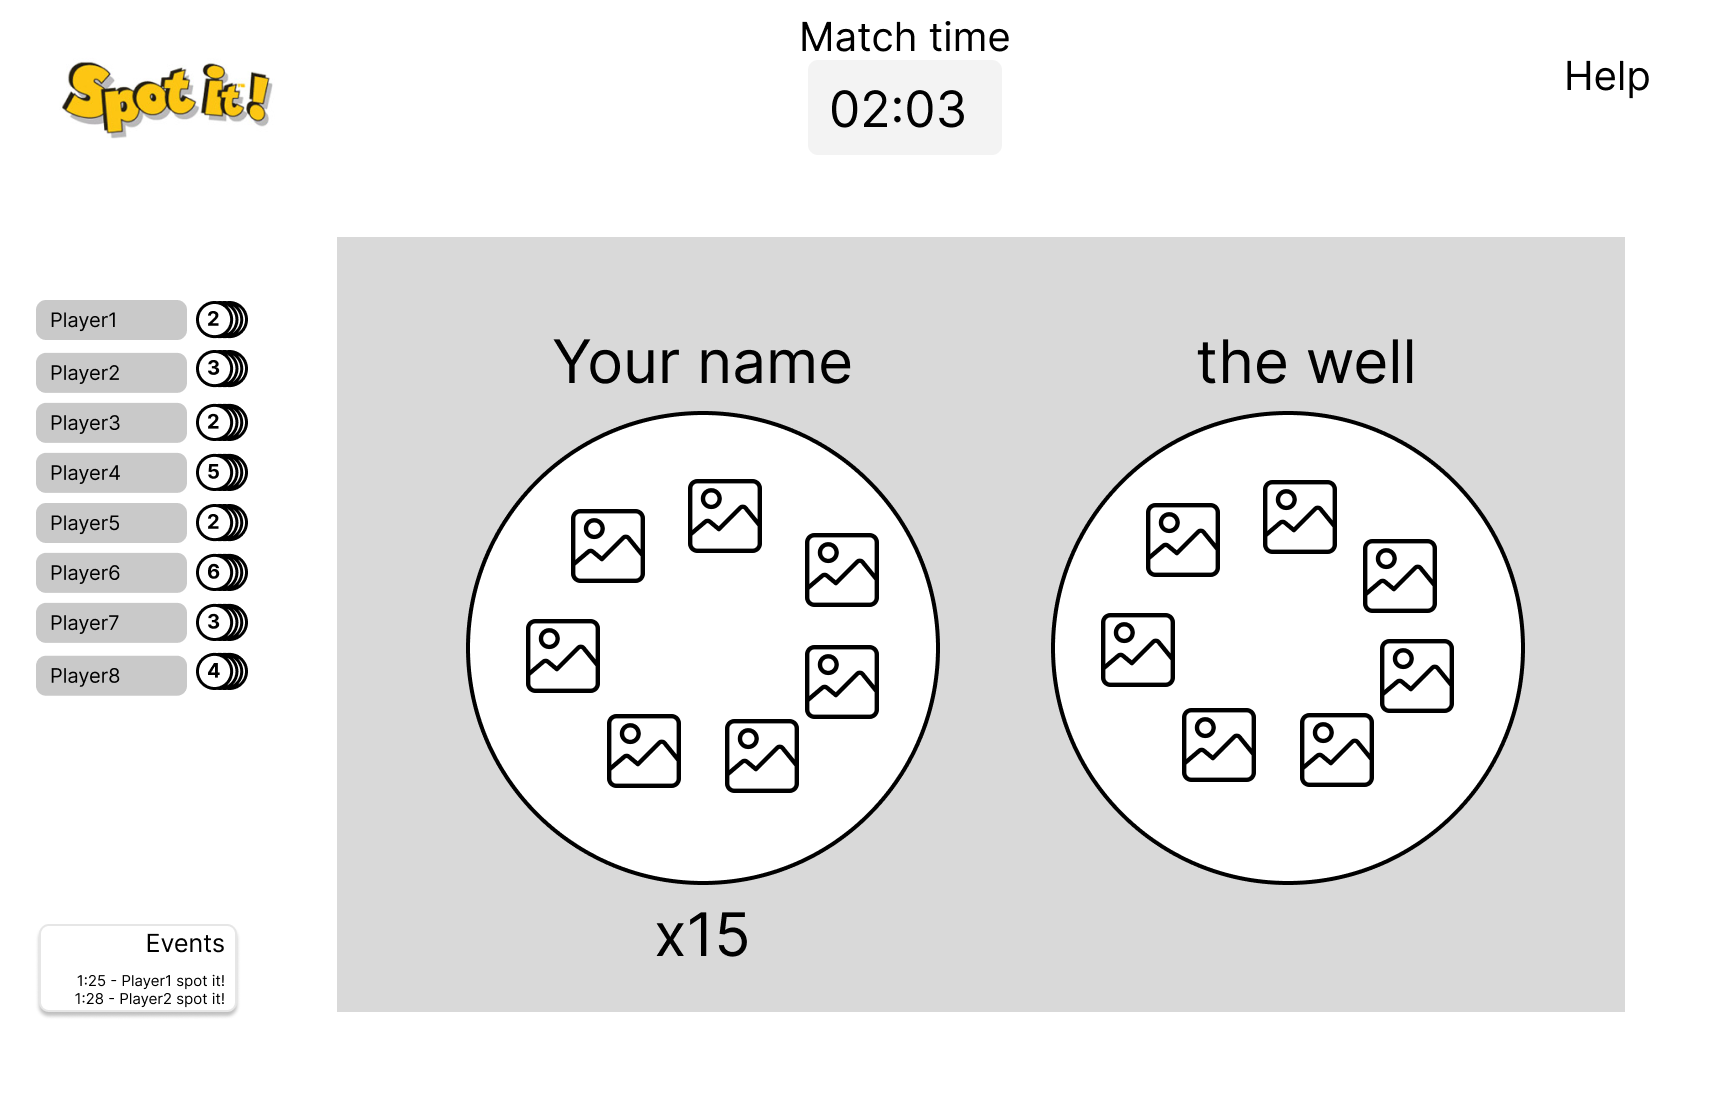 Spot it!
Match time
02:03
Help
Player1 2
Player2 3
Player3 2
Player4 5
Player5 2
Player6 6
Player7 3
Player8 4
Your name
the well
x15
Events
1:25 - Player1 spot it!
1:28 - Player2 spot it!